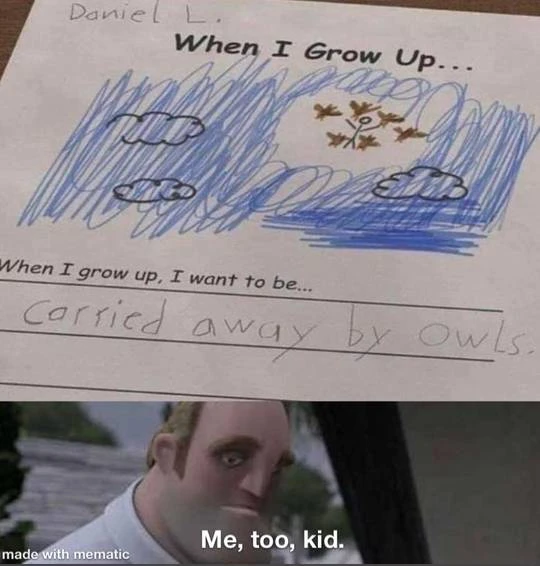 Daniel L.
When I Grow Up...
When I grow up, I want to be...
Carried away by owls.
Me, too, kid.
made with mematic